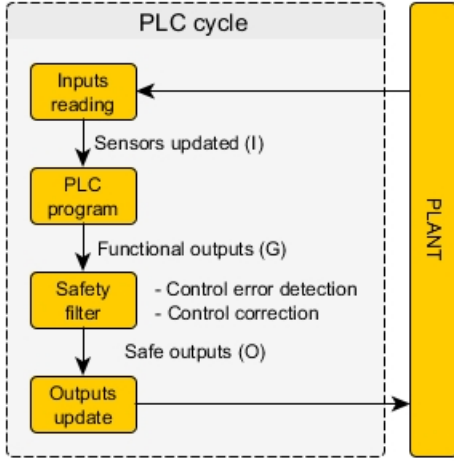 PLC cycle
Inputs
reading
Sensors updated (I)
PLC
program
Functional outputs (G)
Safety
filter
- Control error detection
- Control correction
Safe outputs (O)
Outputs
update
PLANT